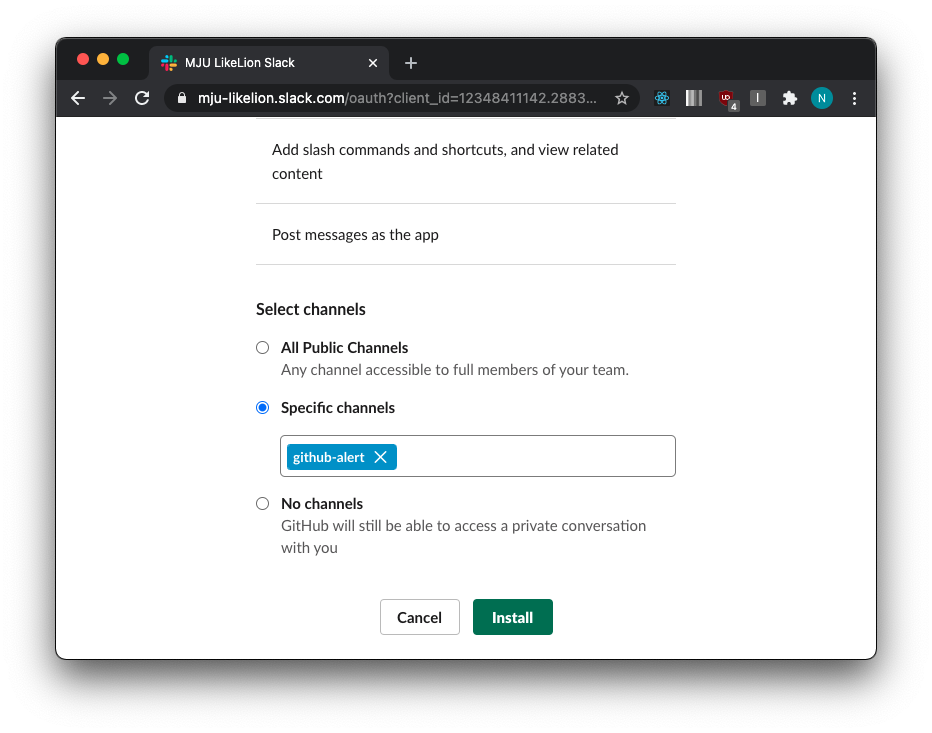 MJU LikeLion Slack
mju-likelion.slack.com/oauth?client_id=12348411142.2883...
UD
4
I
N
Add slash commands and shortcuts, and view related
content
Post messages as the app
Select channels
All Public Channels
Any channel accessible to full members of your team.
Specific channels
github-alert
No channels
GitHub will still be able to access a private conversation
with you
Cancel
Install